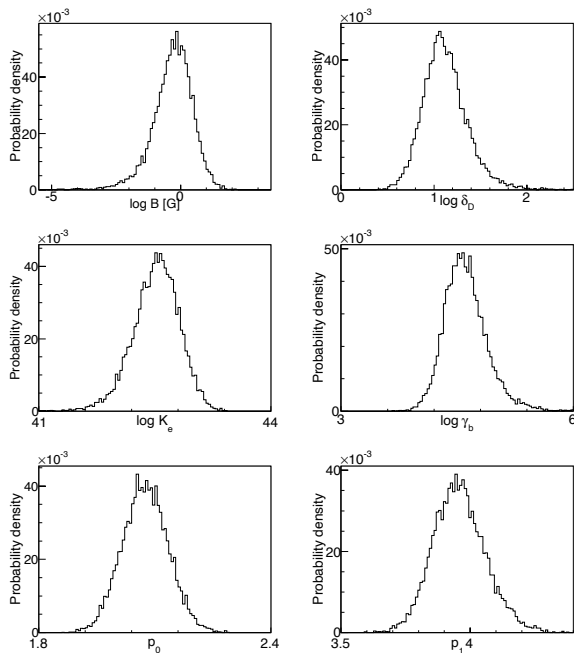 ×10⁻³ ×10⁻³
Probability density Probability density
40 40
20 20
0 0
-5 0 0 1 2
log B [G] log δ_D
×10⁻³ 50 ×10⁻³
Probability density Probability density
40
20
0 0
41 44 3 6
log K_e log γ_b
×10⁻³ ×10⁻³
Probability density Probability density
40 40
20 20
0 0
1.8 2.4 3.5 4
p_0 p_1